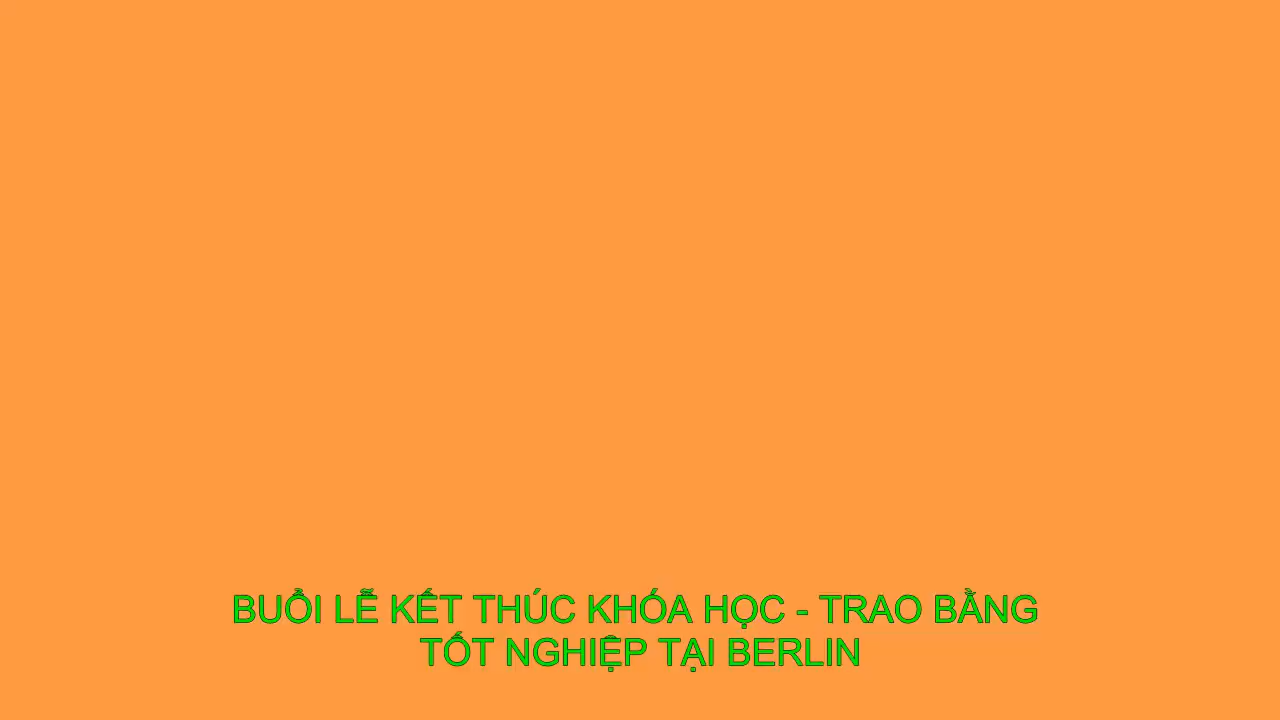 BUỔI LỄ KẾT THÚC KHÓA HỌC - TRAO BẰNG
TỐT NGHIỆP TẠI BERLIN